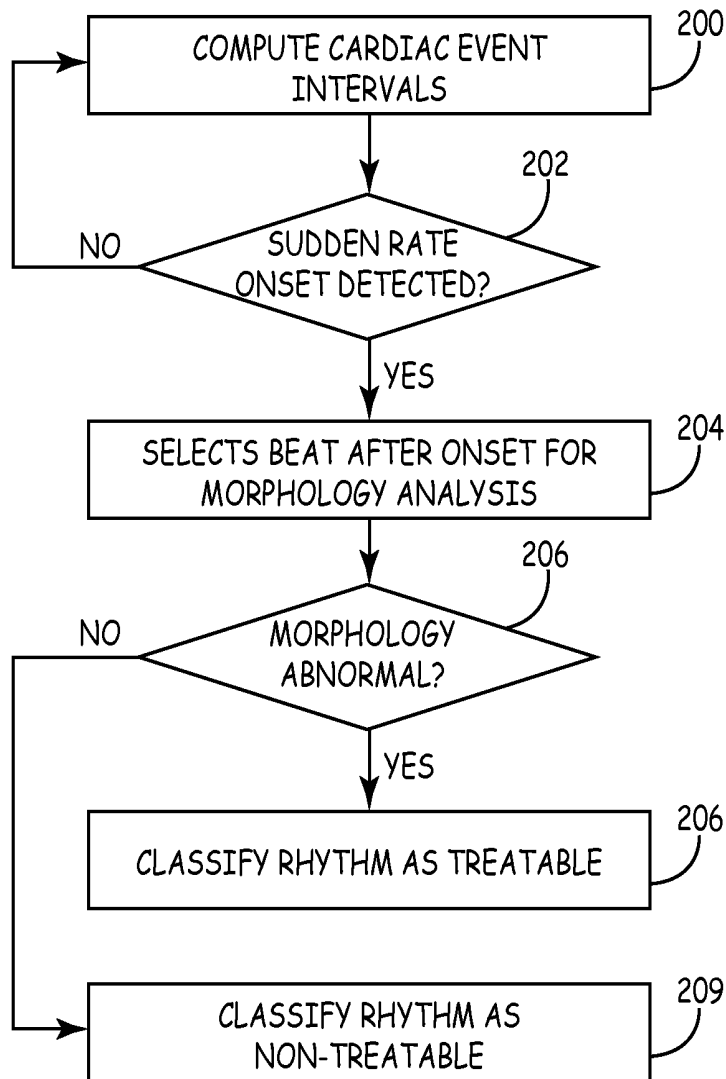 200
COMPUTE CARDIAC EVENT
INTERVALS
202
SUDDEN RATE
ONSET DETECTED?
NO
YES
204
SELECTS BEAT AFTER ONSET FOR
MORPHOLOGY ANALYSIS
206
MORPHOLOGY
ABNORMAL?
NO
YES
206
CLASSIFY RHYTHM AS TREATABLE
209
CLASSIFY RHYTHM AS
NON-TREATABLE